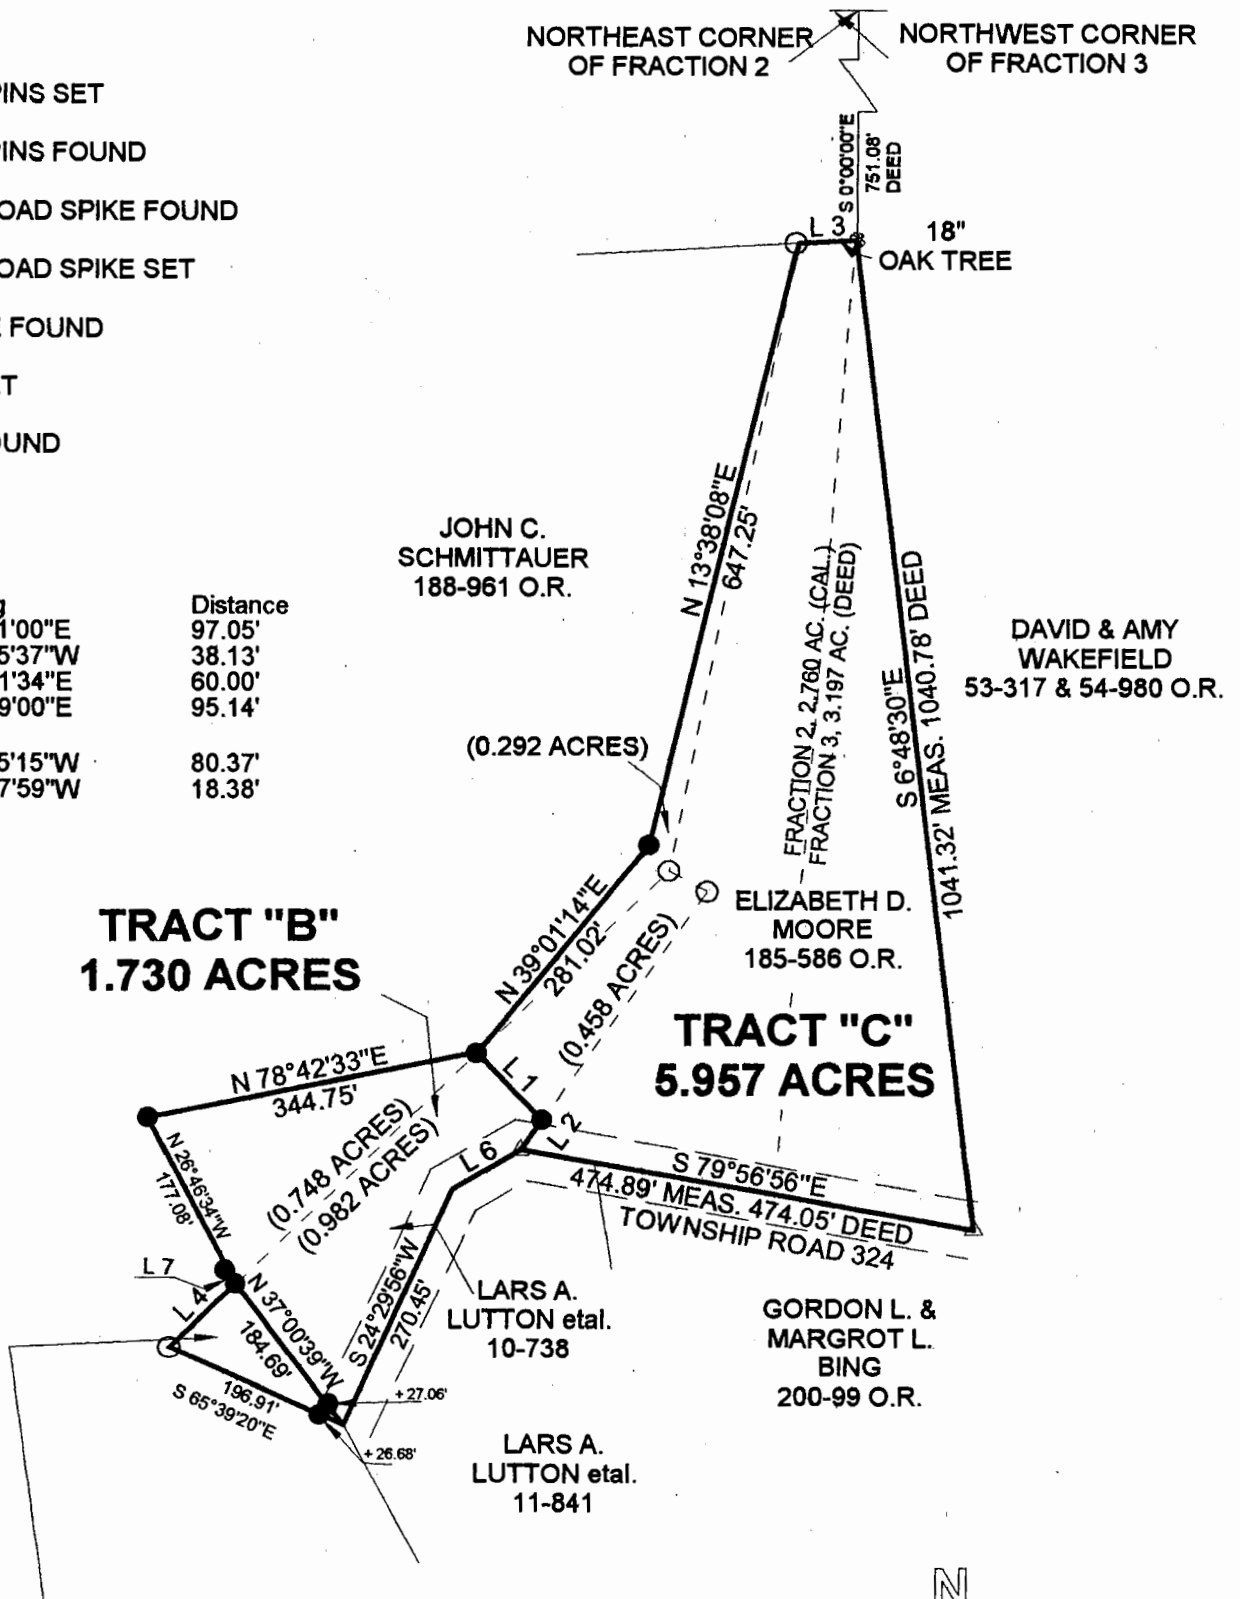 NORTHEAST CORNER
OF FRACTION 2
NORTHWEST CORNER
OF FRACTION 3
PINS SET
PINS FOUND
OAD SPIKE FOUND
OAD SPIKE SET
E FOUND
ET
OUND
S 0°00'00"E
751.08'
DEED
L 3
18"
OAK TREE
JOHN C.
SCHMITTAUER
188-961 O.R.
N 13°38'08"E
647.25'
g Distance
1'00"E 97.05'
5'37"W 38.13'
1'34"E 60.00'
9'00"E 95.14'
5'15"W 80.37'
7'59"W 18.38'
FRACTION 2, 2.760 AC. (CAL.)
FRACTION 3, 3.197 AC. (DEED)
S 6°48'30"E
1041.32' MEAS. 1040.78' DEED
DAVID & AMY
WAKEFIELD
53-317 & 54-980 O.R.
(0.292 ACRES)
TRACT "B"
1.730 ACRES
N 39°01'14"E
281.02'
(0.458 ACRES)
ELIZABETH D.
MOORE
185-586 O.R.
TRACT "C"
5.957 ACRES
N 78°42'33"E
344.75'
L 1
L 2
L 6
(0.748 ACRES)
(0.982 ACRES)
N 26°46'34"W
177.08'
S 79°56'56"E
474.89' MEAS. 474.05' DEED
TOWNSHIP ROAD 324
L 7
L 4
N 37°00'39"W
184.69'
S 24°29'56"W
270.45'
LARS A.
LUTTON etal.
10-738
GORDON L. &
MARGROT L.
BING
200-99 O.R.
196.91'
S 65°39'20"E
+ 27.06'
+ 26.68'
LARS A.
LUTTON etal.
11-841
N